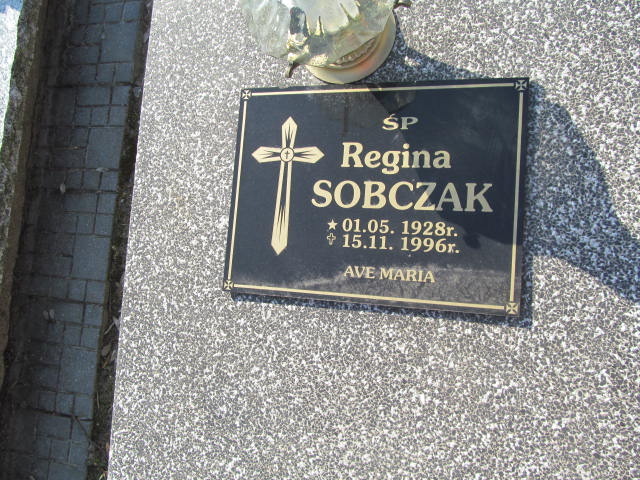 ŚP
Regina
SOBCZAK
★ 01.05. 1928r.
✞ 15.11. 1996r.
AVE MARIA